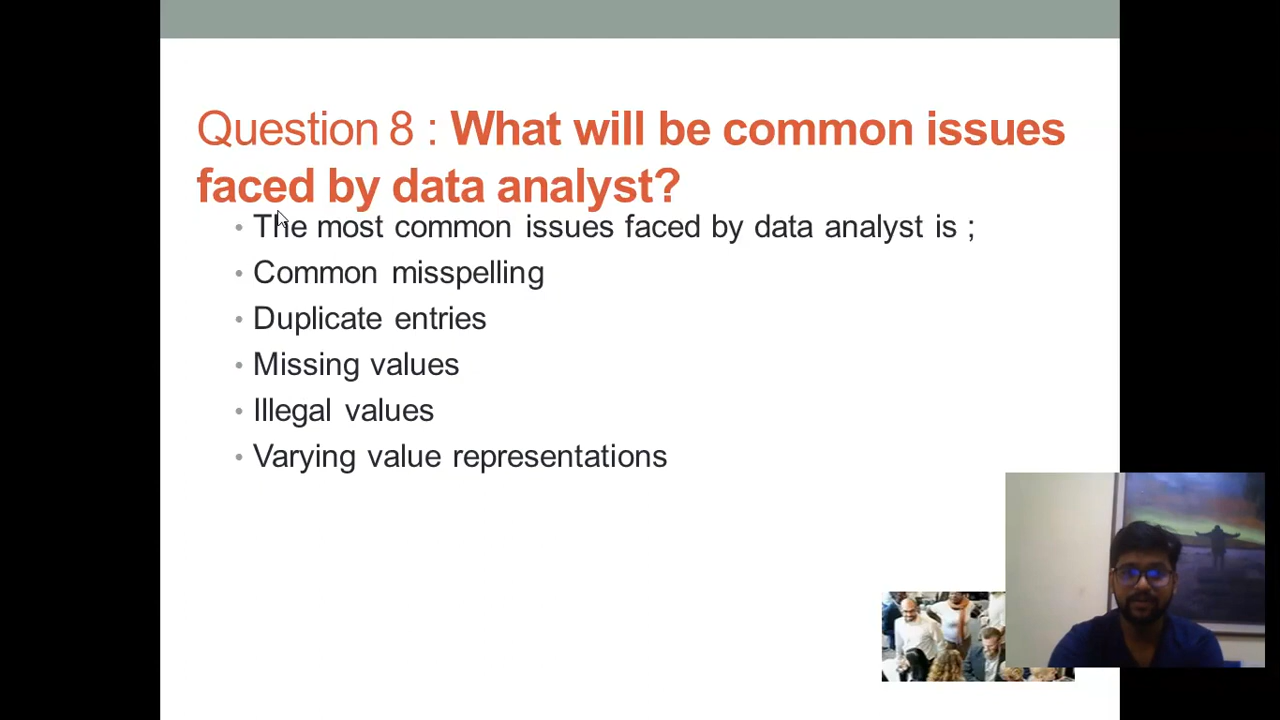 Question 8 : What will be common issues
faced by data analyst?
• The most common issues faced by data analyst is ;
• Common misspelling
• Duplicate entries
• Missing values
• Illegal values
• Varying value representations